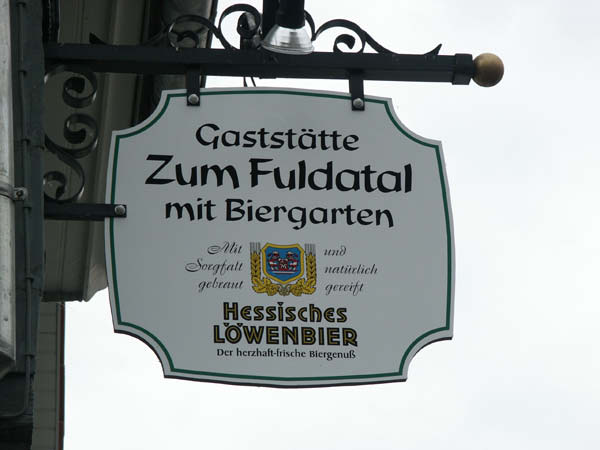 Gaststätte
Zum Fuldatal
mit Biergarten
Mit und
Sorgfalt natürlich
gebraut gereift
Hessisches
LÖWENBIER
Der herzhaft-frische Biergenuß